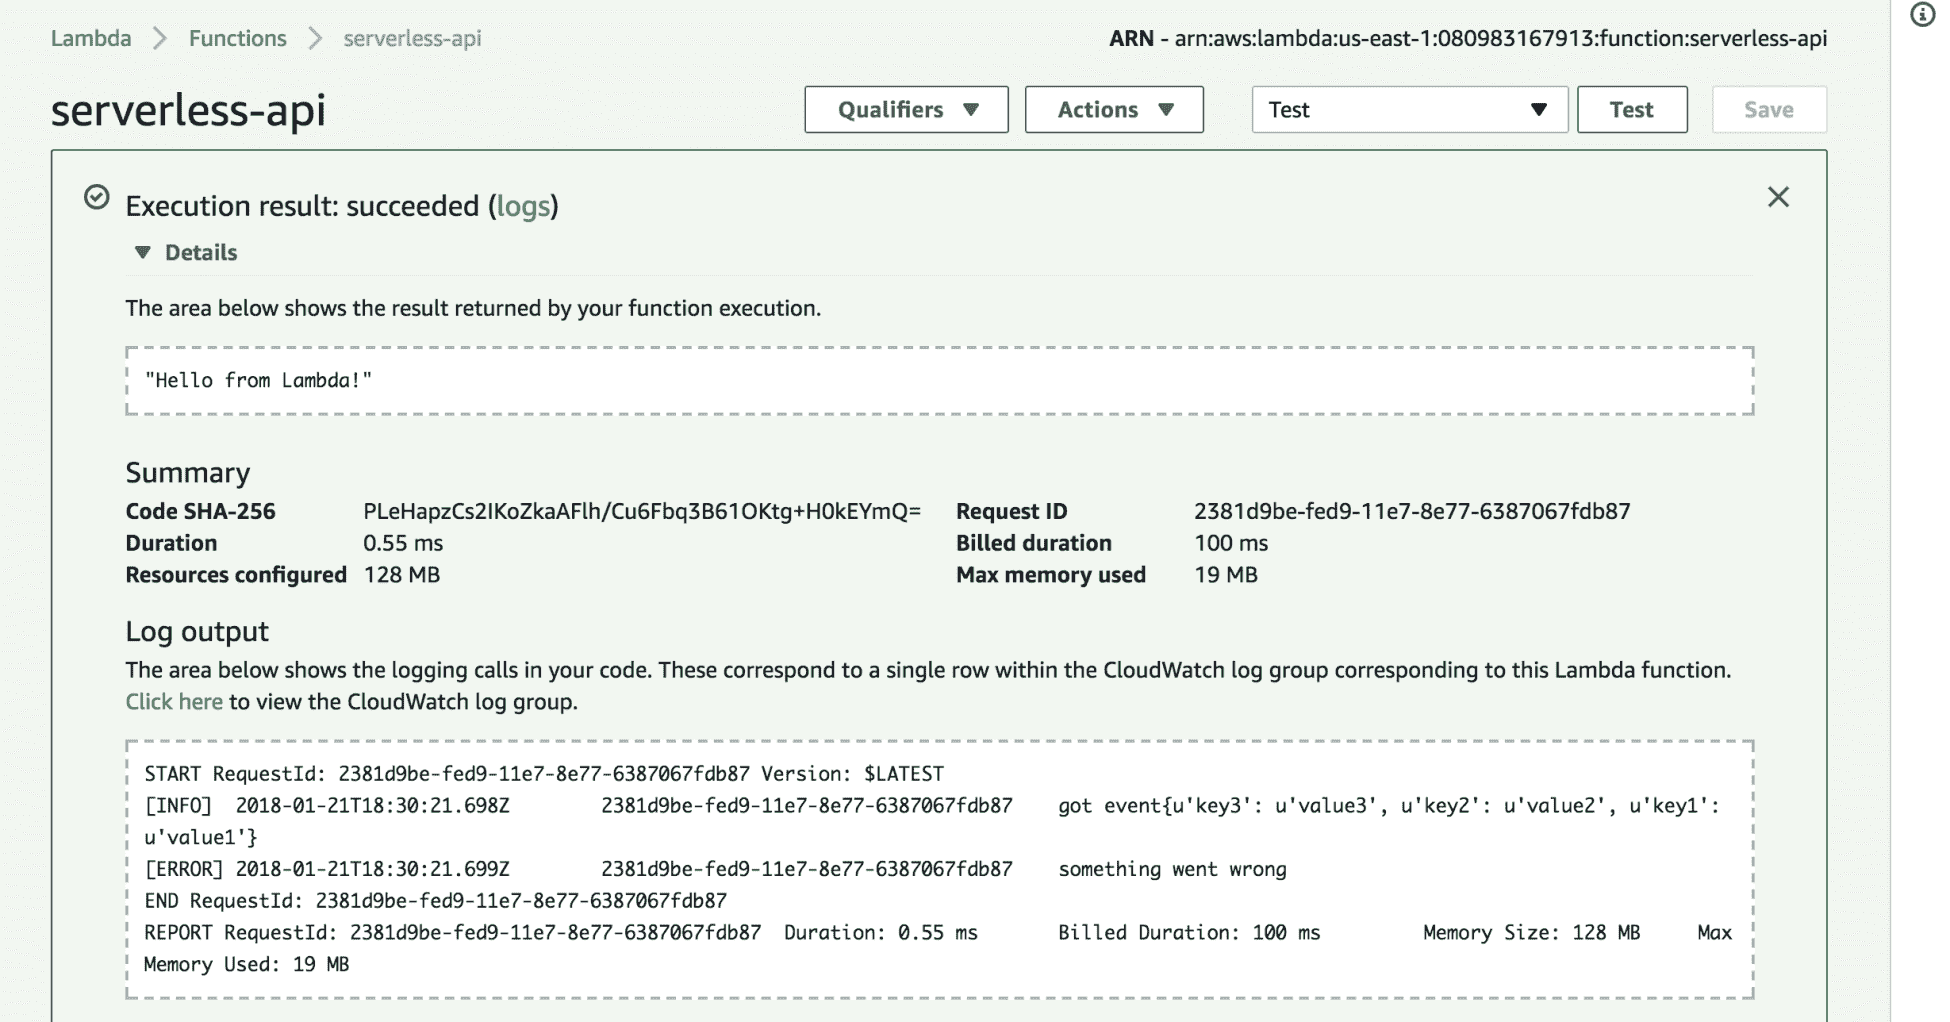 Lambda > Functions > serverless-api ARN - arn:aws:lambda:us-east-1:080983167913:function:serverless-api
serverless-api Qualifiers Actions Test Test Save
Execution result: succeeded (logs)
Details
The area below shows the result returned by your function execution.
"Hello from Lambda!"
Summary
Code SHA-256 PLeHapzCs2IKoZkaAFlh/Cu6Fbq3B61OKtg+H0kEYmQ= Request ID 2381d9be-fed9-11e7-8e77-6387067fdb87
Duration 0.55 ms Billed duration 100 ms
Resources configured 128 MB Max memory used 19 MB
Log output
The area below shows the logging calls in your code. These correspond to a single row within the CloudWatch log group corresponding to this Lambda function.
Click here to view the CloudWatch log group.
START RequestId: 2381d9be-fed9-11e7-8e77-6387067fdb87 Version: $LATEST
[INFO] 2018-01-21T18:30:21.698Z 2381d9be-fed9-11e7-8e77-6387067fdb87 got event{u'key3': u'value3', u'key2': u'value2', u'key1':
u'value1'}
[ERROR] 2018-01-21T18:30:21.699Z 2381d9be-fed9-11e7-8e77-6387067fdb87 something went wrong
END RequestId: 2381d9be-fed9-11e7-8e77-6387067fdb87
REPORT RequestId: 2381d9be-fed9-11e7-8e77-6387067fdb87 Duration: 0.55 ms Billed Duration: 100 ms Memory Size: 128 MB Max
Memory Used: 19 MB